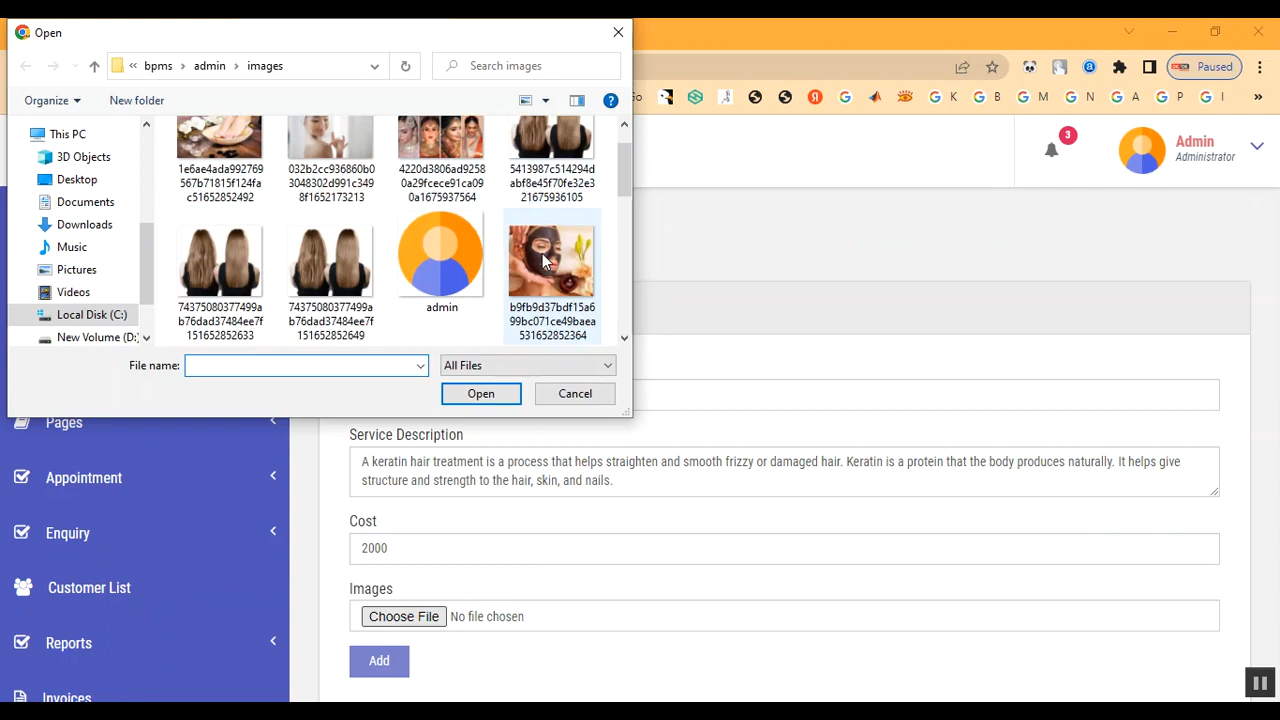 Open
« bpms > admin > images
Search images
Organize
New folder
This PC
3D Objects
Desktop
Documents
Downloads
Music
Pictures
Videos
Local Disk (C:)
New Volume (D:)
1e6ae4ada992769
567b71815f124fa
c51652852492
032b2cc936860b0
3048302d991c349
8f1652173213
4220d3806ad9258
0a29fcece91ca09
0a1675937564
5413987c514294d
abf8e45f70fe32e3
21675936105
74375080377499a
b76dad37484ee7f
151652852633
74375080377499a
b76dad37484ee7f
151652852649
admin
b9fb9d37bdf15a6
99bc071ce49baea
531652852364
File name:
All Files
Open
Cancel
Paused
K
B
M
N
A
P
»
3
Admin
Administrator
Pages
Appointment
Enquiry
Customer List
Reports
Invoices
Service Description
A keratin hair treatment is a process that helps straighten and smooth frizzy or damaged hair. Keratin is a protein that the body produces naturally. It helps give
structure and strength to the hair, skin, and nails.
Cost
2000
Images
Choose File No file chosen
Add